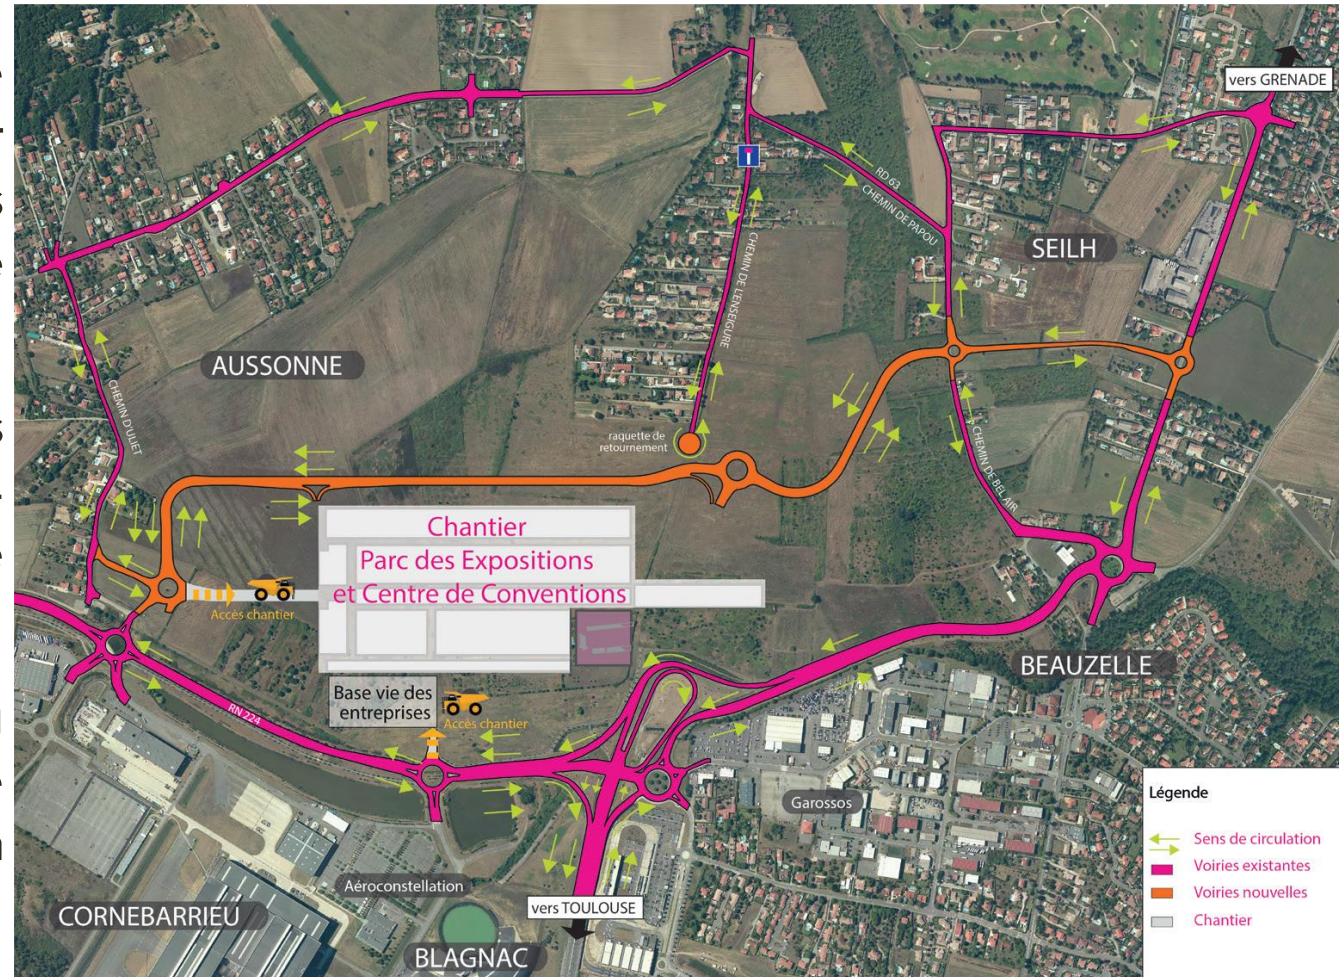 vers GRENADE
RD 63
CHEMIN DE PAPOU
SEILH
CHEMIN DE L'ENSEIGURE
AUSSONNE
CHEMIN D'ULIET
raquette de
retournement
CHEMIN DE BEL AIR
Chantier
Parc des Expositions
et Centre de Conventions
Accès chantier
BEAUZELLE
Base vie des
entreprises
Accès chantier
RN 224
Garossos
Aéroconstellation
vers TOULOUSE
CORNEBARRIEU
BLAGNAC
Légende
Sens de circulation
Voiries existantes
Voiries nouvelles
Chantier